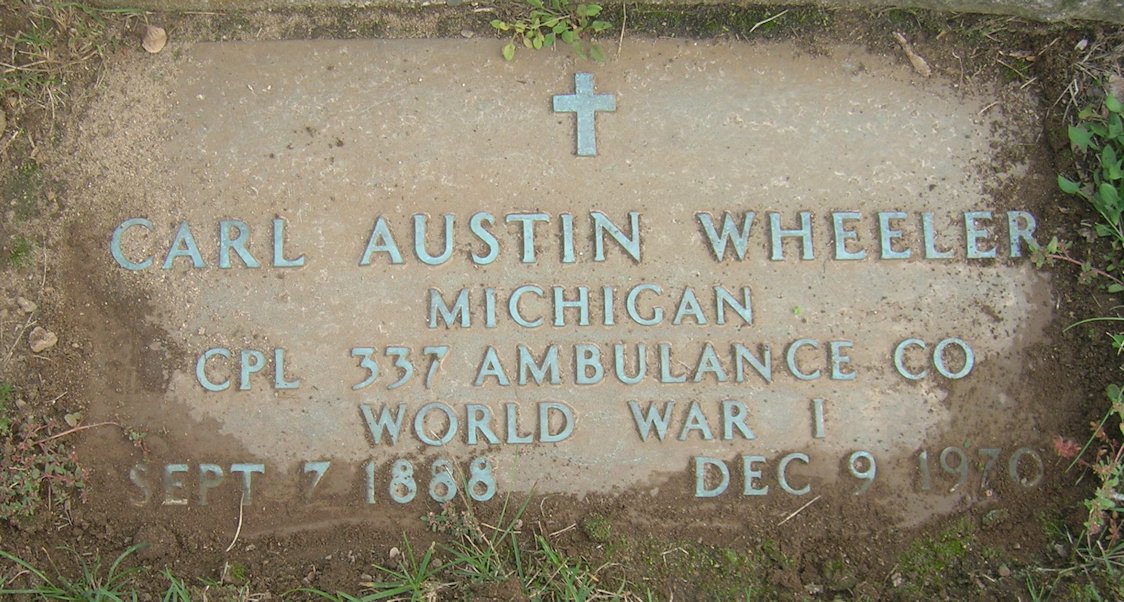 CARL AUSTIN WHEELER
MICHIGAN
CPL 337 AMBULANCE CO
WORLD WAR I
SEPT 7 1888 DEC 9 1970